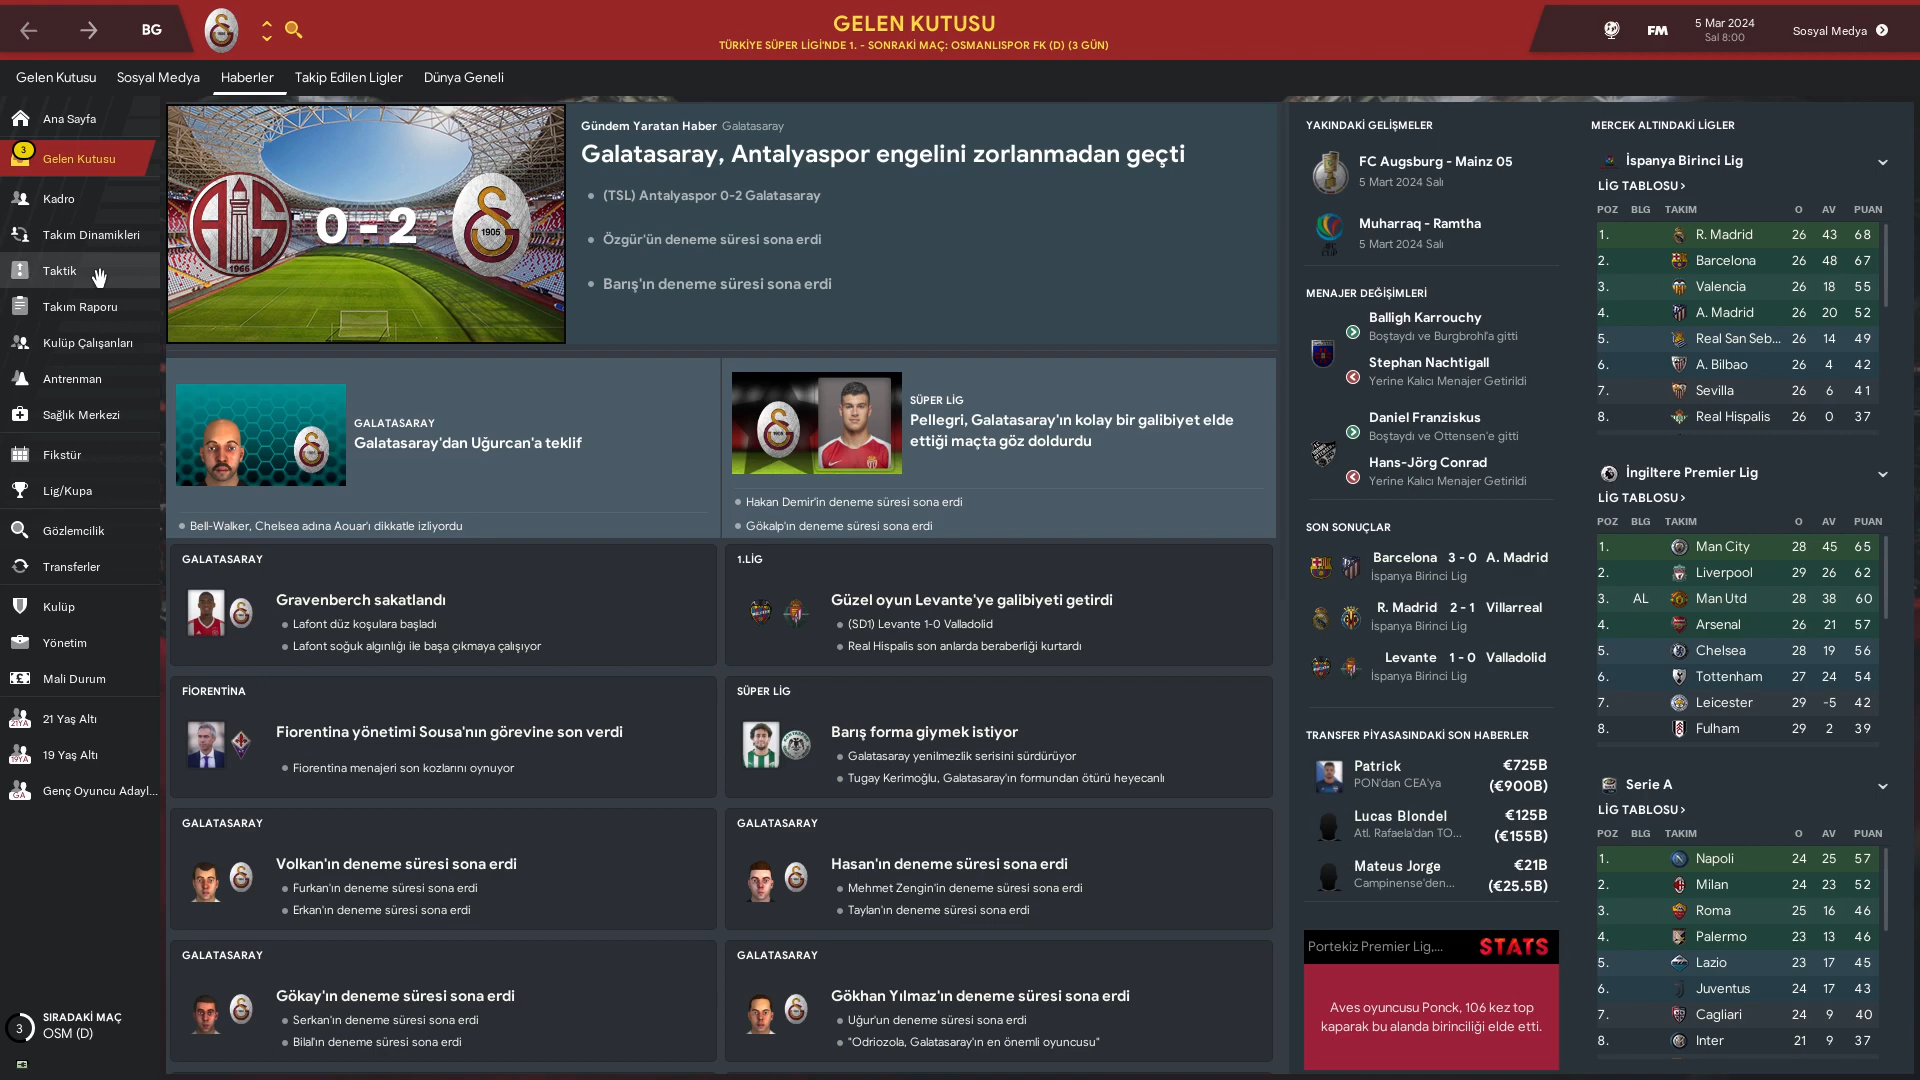 BG
GELEN KUTUSU
TÜRKİYE SÜPER LİGİ'NDE 1. - SONRAKİ MAÇ: OSMANLISPOR FK (D) (3 GÜN)
FM
5 Mar 2024
Sal 8:00
Sosyal Medya
Gelen Kutusu
Sosyal Medya
Haberler
Takip Edilen Ligler
Dünya Geneli
Ana Sayfa
3
Gelen Kutusu
Kadro
Takım Dinamikleri
Taktik
Takım Raporu
Kulüp Çalışanları
Antrenman
Sağlık Merkezi
Fikstür
Lig/Kupa
Gözlemcilik
Transferler
Kulüp
Yönetim
Mali Durum
21YA
21 Yaş Altı
19YA
19 Yaş Altı
GA
Genç Oyuncu Adayl...
3
SIRADAKİ MAÇ
OSM (D)
1966
0 - 2
1905
Gündem Yaratan Haber Galatasaray
Galatasaray, Antalyaspor engelini zorlanmadan geçti
(TSL) Antalyaspor 0-2 Galatasaray
Özgür'ün deneme süresi sona erdi
Barış'ın deneme süresi sona erdi
GALATASARAY
Galatasaray'dan Uğurcan'a teklif
Bell-Walker, Chelsea adına Aouar'ı dikkatle izliyordu
SÜPER LİG
Pellegri, Galatasaray'ın kolay bir galibiyet elde
ettiği maçta göz doldurdu
Hakan Demir'in deneme süresi sona erdi
Gökalp'ın deneme süresi sona erdi
GALATASARAY
Gravenberch sakatlandı
Lafont düz koşulara başladı
Lafont soğuk algınlığı ile başa çıkmaya çalışıyor
1.LİG
Güzel oyun Levante'ye galibiyeti getirdi
(SD1) Levante 1-0 Valladolid
Real Hispalis son anlarda beraberliği kurtardı
FİORENTİNA
Fiorentina yönetimi Sousa'nın görevine son verdi
Fiorentina menajeri son kozlarını oynuyor
SÜPER LİG
Barış forma giymek istiyor
Galatasaray yenilmezlik serisini sürdürüyor
Tugay Kerimoğlu, Galatasaray'ın formundan ötürü heyecanlı
GALATASARAY
Volkan'ın deneme süresi sona erdi
Furkan'ın deneme süresi sona erdi
Erkan'ın deneme süresi sona erdi
GALATASARAY
Hasan'ın deneme süresi sona erdi
Mehmet Zengin'in deneme süresi sona erdi
Taylan'ın deneme süresi sona erdi
GALATASARAY
Gökay'ın deneme süresi sona erdi
Serkan'ın deneme süresi sona erdi
Bilal'ın deneme süresi sona erdi
GALATASARAY
Gökhan Yılmaz'ın deneme süresi sona erdi
Uğur'un deneme süresi sona erdi
"Odriozola, Galatasaray'ın en önemli oyuncusu"
YAKINDAKİ GELİŞMELER
FC Augsburg - Mainz 05
5 Mart 2024 Salı
Muharraq - Ramtha
5 Mart 2024 Salı
MENAJER DEĞİŞİMLERİ
Balligh Karrouchy
Boştaydı ve Burgbrohl'a gitti
Stephan Nachtigall
Yerine Kalıcı Menajer Getirildi
Daniel Franziskus
Boştaydı ve Ottensen'e gitti
Hans-Jörg Conrad
Yerine Kalıcı Menajer Getirildi
SON SONUÇLAR
Barcelona 3 - 0 A. Madrid
İspanya Birinci Lig
R. Madrid 2 - 1 Villarreal
İspanya Birinci Lig
Levante 1 - 0 Valladolid
İspanya Birinci Lig
TRANSFER PİYASASINDAKİ SON HABERLER
Patrick €725B
PON'dan CEA'ya (€900B)
Lucas Blondel €125B
Atl. Rafaela'dan TO... (€155B)
Mateus Jorge €21B
Campinense'den... (€25.5B)
Portekiz Premier Lig,... STATS
Aves oyuncusu Ponck, 106 kez top
kaparak bu alanda birinciliği elde etti.
MERCEK ALTINDAKİ LİGLER
İspanya Birinci Lig
LİG TABLOSU>
POZ BLG TAKIM O AV PUAN
1. R. Madrid 26 43 68
2. Barcelona 26 48 67
3. Valencia 26 18 55
4. A. Madrid 26 20 52
5. Real San Seb... 26 14 49
6. A. Bilbao 26 4 42
7. Sevilla 26 6 41
8. Real Hispalis 26 0 37
İngiltere Premier Lig
LİG TABLOSU>
POZ BLG TAKIM O AV PUAN
1. Man City 28 45 65
2. Liverpool 29 26 62
3. AL Man Utd 28 38 60
4. Arsenal 26 21 57
5. Chelsea 28 19 56
6. Tottenham 27 24 54
7. Leicester 29 -5 42
8. Fulham 29 2 39
Serie A
LİG TABLOSU>
POZ BLG TAKIM O AV PUAN
1. Napoli 24 25 57
2. Milan 24 23 52
3. Roma 25 16 46
4. Palermo 23 13 46
5. Lazio 23 17 45
6. Juventus 24 17 43
7. Cagliari 24 9 40
8. Inter 21 9 37